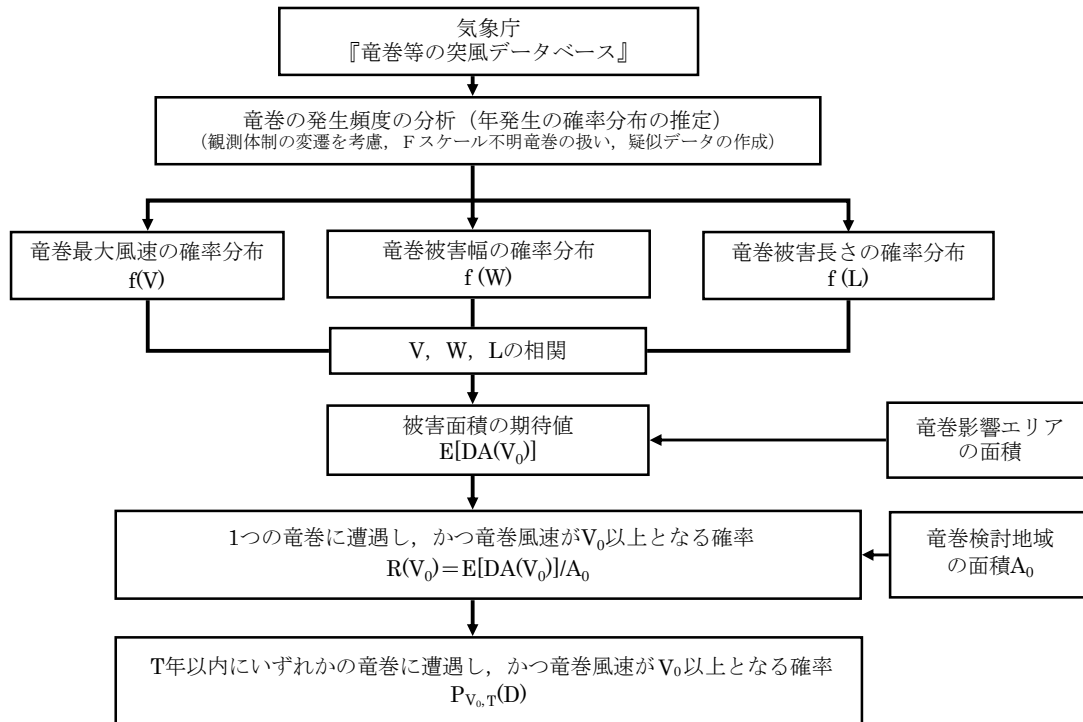 気象庁
『竜巻等の突風データベース』
竜巻の発生頻度の分析（年発生の確率分布の推定）
（観測体制の変遷を考慮，Ｆスケール不明竜巻の扱い，疑似データの作成）
竜巻最大風速の確率分布
f(V)
竜巻被害幅の確率分布
f (W)
竜巻被害長さの確率分布
f (L)
V，W，Lの相関
被害面積の期待値
E[DA(V₀)]
竜巻影響エリア
の面積
1つの竜巻に遭遇し，かつ竜巻風速がV₀以上となる確率
R(V₀)＝E[DA(V₀)]/A₀
竜巻検討地域
の面積A₀
T年以内にいずれかの竜巻に遭遇し，かつ竜巻風速がV₀以上となる確率
P_{V₀,T}(D)